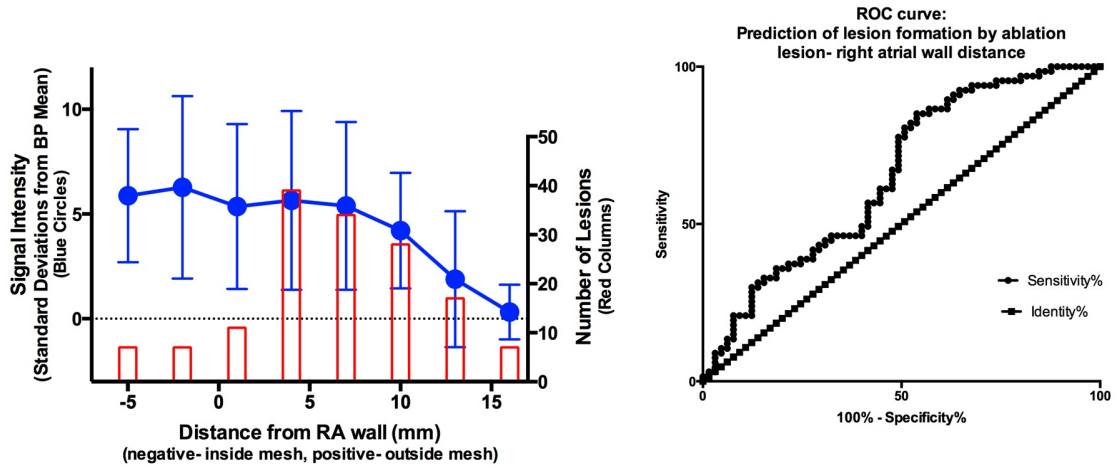 Signal Intensity
(Standard Deviations from BP Mean)
(Blue Circles)
10
5
0
50
40
30
20
10
0
Number of Lesions
(Red Columns)
-5
0
5
10
15
Distance from RA wall (mm)
(negative- inside mesh, positive- outside mesh)
ROC curve:
Prediction of lesion formation by ablation
lesion- right atrial wall distance
Sensitivity
100
50
0
Sensitivity%
Identity%
0
50
100
100% - Specificity%